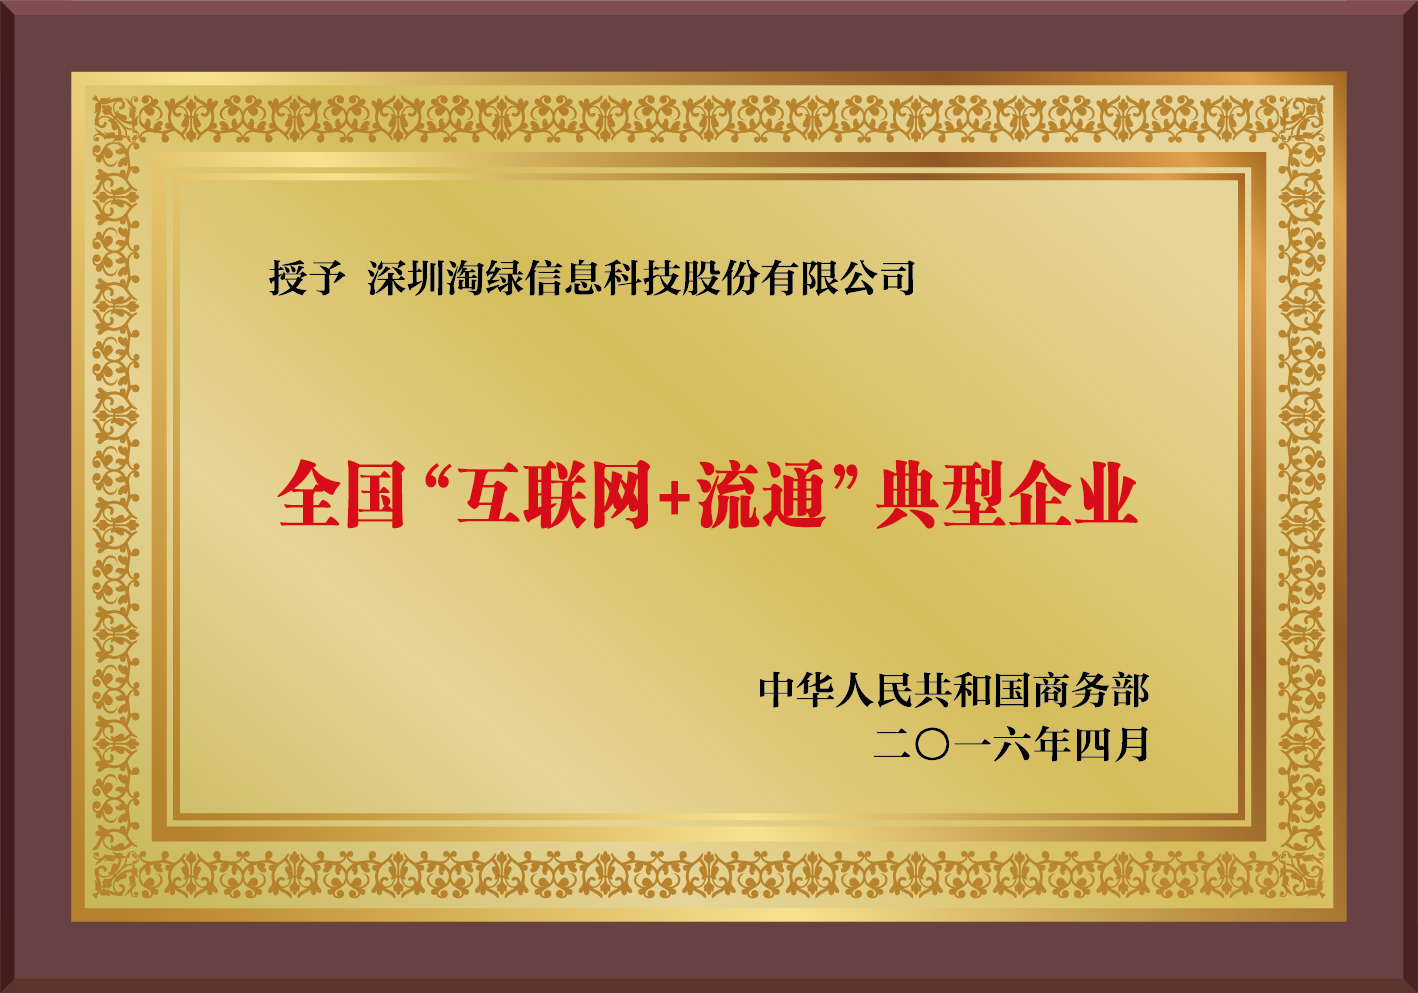 授予 深圳淘绿信息科技股份有限公司
全国“互联网+流通”典型企业
中华人民共和国商务部
二〇一六年四月